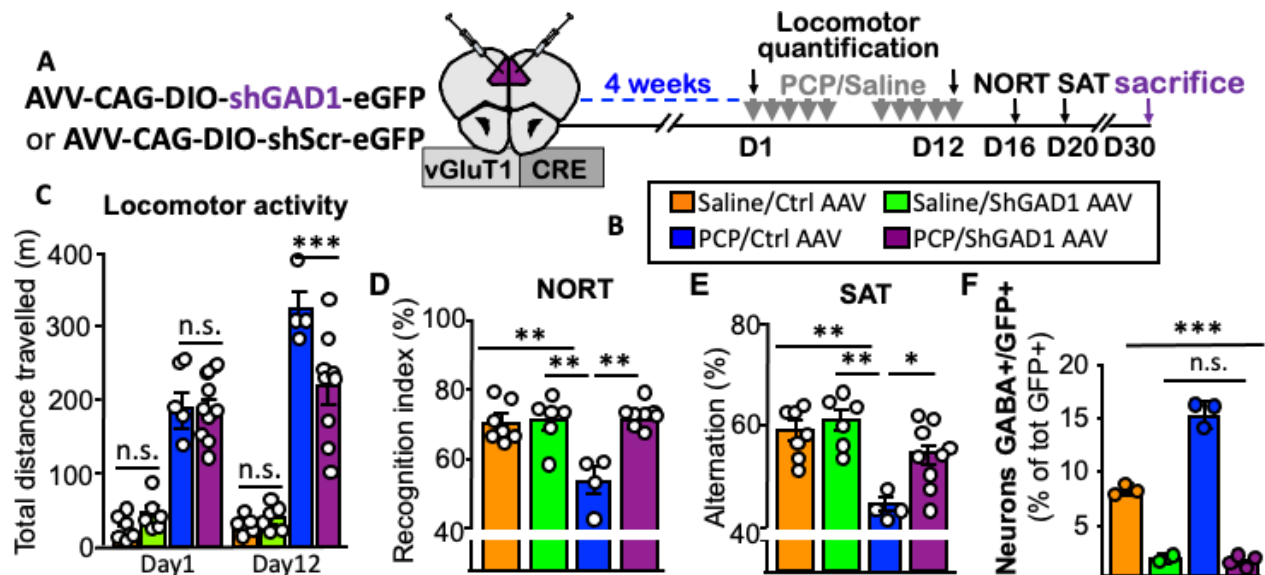 A
AVV-CAG-DIO-shGAD1-eGFP
or AVV-CAG-DIO-shScr-eGFP
vGluT1 CRE
4 weeks
Locomotor
quantification
PCP/Saline
NORT SAT sacrifice
D1 D12 D16 D20 D30
B
Saline/Ctrl AAV Saline/ShGAD1 AAV
PCP/Ctrl AAV PCP/ShGAD1 AAV
C
Locomotor activity
Total distance travelled (m)
400
300
200
100
0
n.s.
n.s.
n.s.
***
Day1 Day12
D
NORT
Recognition index (%)
100
80
60
40
**
** **
E
SAT
Alternation (%)
80
60
40
**
** *
F
Neurons GABA+/GFP+
(% of tot GFP+)
20
15
10
5
***
n.s.